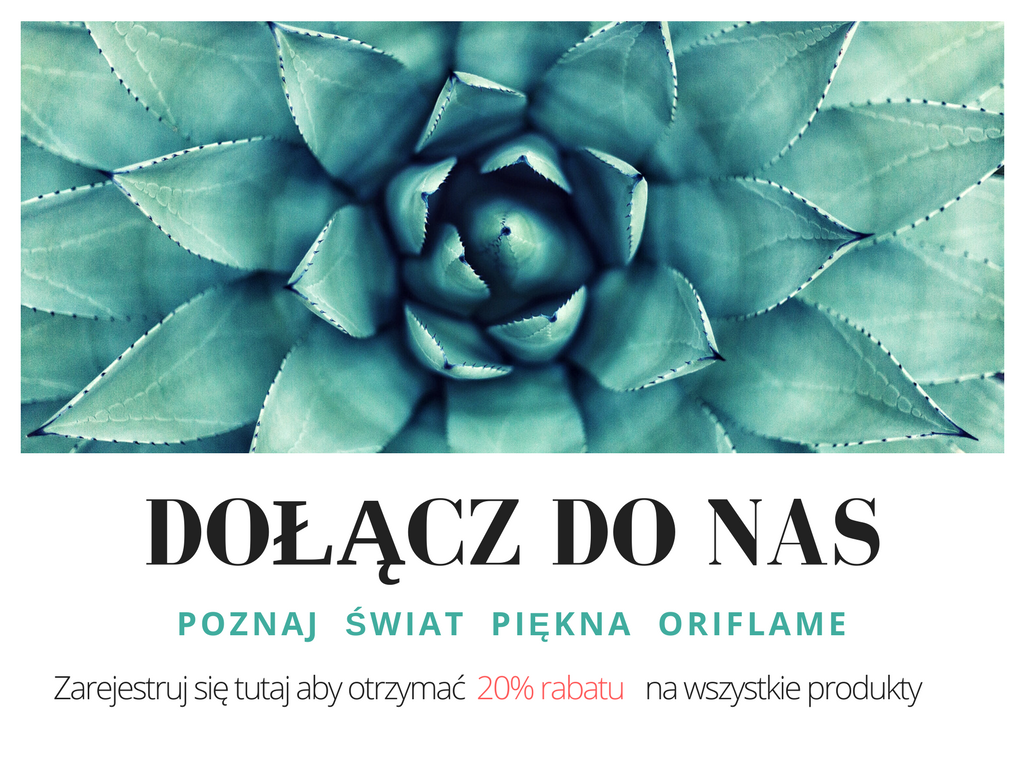 DOŁĄCZ DO NAS
POZNAJ ŚWIAT PIĘKNA ORIFLAME
Zarejestruj się tutaj aby otrzymać 20% rabatu na wszystkie produkty